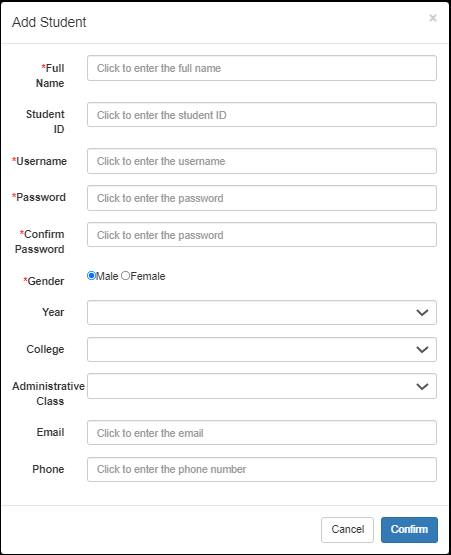 Add Student ×
*Full Name Click to enter the full name
Student ID Click to enter the student ID
*Username Click to enter the username
*Password Click to enter the password
*Confirm Password Click to enter the password
*Gender Male Female
Year
College
Administrative Class
Email Click to enter the email
Phone Click to enter the phone number
Cancel Confirm